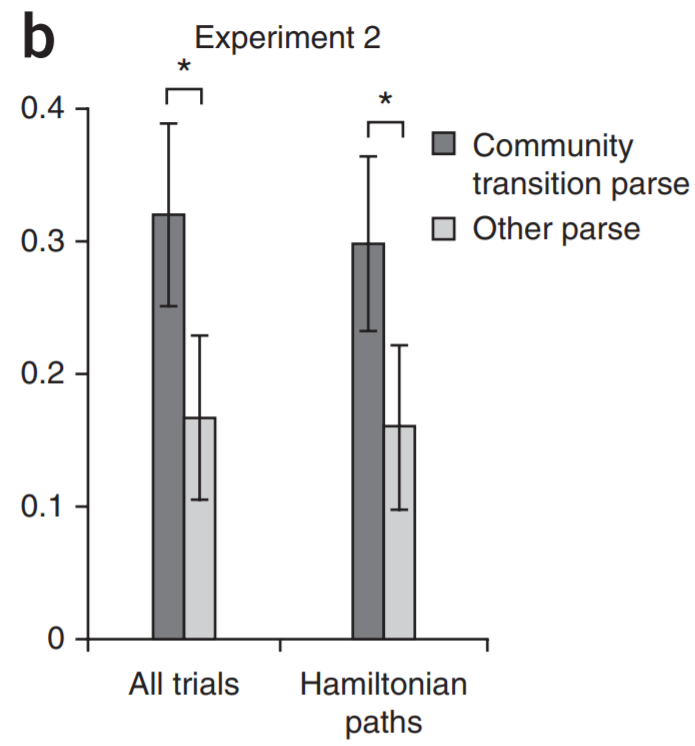 b
Experiment 2
*
*
0.4
0.3
0.2
0.1
0
Community
transition parse
Other parse
All trials
Hamiltonian
paths